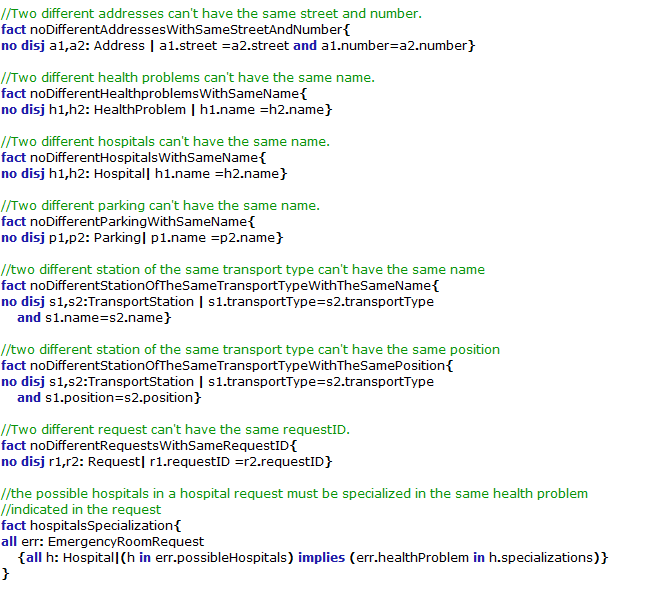 //Two different addresses can't have the same street and number.
fact noDifferentAddressesWithSameStreetAndNumber{
no disj a1,a2: Address | a1.street =a2.street and a1.number=a2.number}
//Two different health problems can't have the same name.
fact noDifferentHealthproblemsWithSameName{
no disj h1,h2: HealthProblem | h1.name =h2.name}
//Two different hospitals can't have the same name.
fact noDifferentHospitalsWithSameName{
no disj h1,h2: Hospital| h1.name =h2.name}
//Two different parking can't have the same name.
fact noDifferentParkingWithSameName{
no disj p1,p2: Parking| p1.name =p2.name}
//two different station of the same transport type can't have the same name
fact noDifferentStationOfTheSameTransportTypeWithTheSameName{
no disj s1,s2:TransportStation | s1.transportType=s2.transportType
and s1.name=s2.name}
//two different station of the same transport type can't have the same position
fact noDifferentStationOfTheSameTransportTypeWithTheSamePosition{
no disj s1,s2:TransportStation | s1.transportType=s2.transportType
and s1.position=s2.position}
//Two different request can't have the same requestID.
fact noDifferentRequestsWithSameRequestID{
no disj r1,r2: Request| r1.requestID =r2.requestID}
//the possible hospitals in a hospital request must be specialized in the same health problem
//indicated in the request
fact hospitalsSpecialization{
all err: EmergencyRoomRequest
{all h: Hospital|(h in err.possibleHospitals) implies (err.healthProblem in h.specializations)}
}